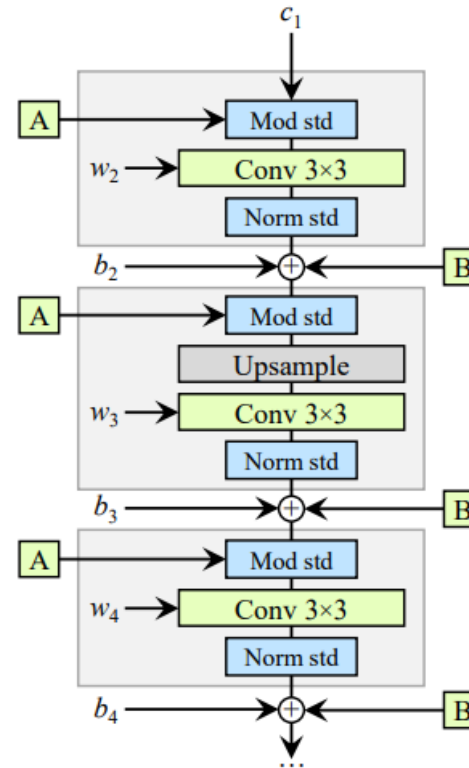 c₁
A Mod std
w₂ Conv 3×3
Norm std
b₂ + B
A Mod std
Upsample
w₃ Conv 3×3
Norm std
b₃ + B
A Mod std
w₄ Conv 3×3
Norm std
b₄ + B
...